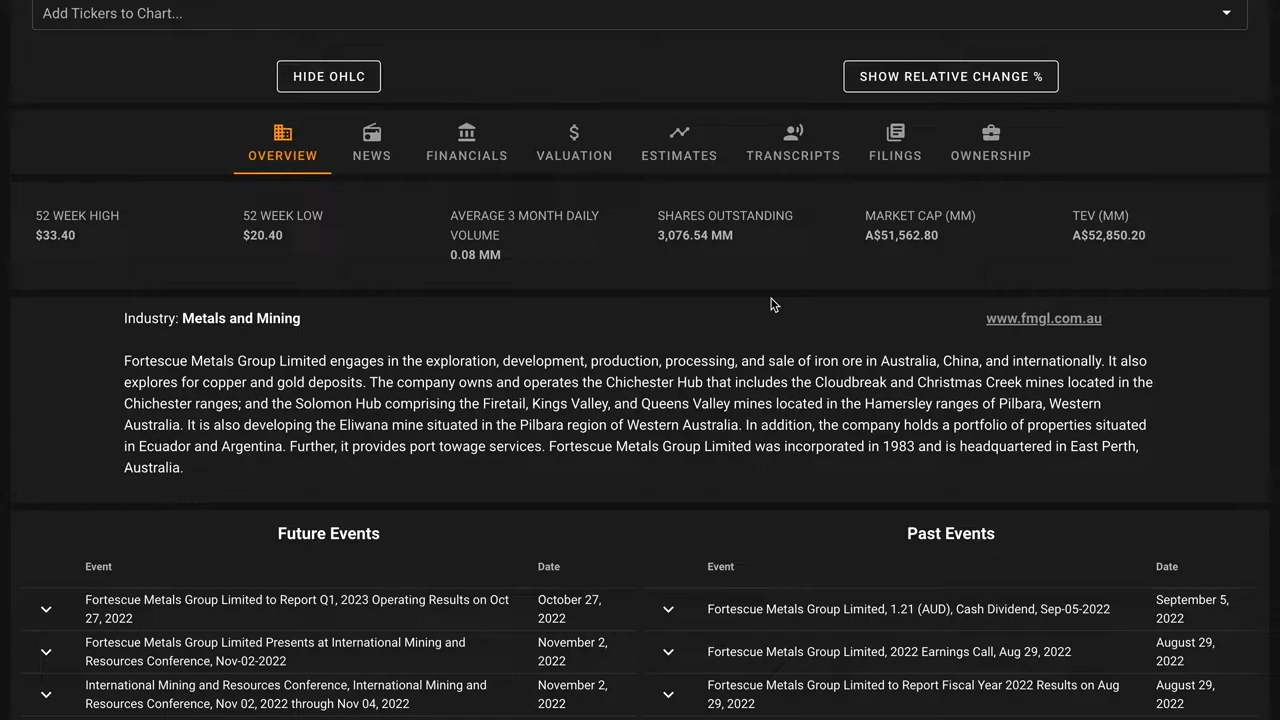 Add Tickers to Chart...
HIDE OHLC
SHOW RELATIVE CHANGE %
OVERVIEW
NEWS
FINANCIALS
VALUATION
ESTIMATES
TRANSCRIPTS
FILINGS
OWNERSHIP
52 WEEK HIGH
$33.40
52 WEEK LOW
$20.40
AVERAGE 3 MONTH DAILY
VOLUME
0.08 MM
SHARES OUTSTANDING
3,076.54 MM
MARKET CAP (MM)
A$51,562.80
TEV (MM)
A$52,850.20
Industry: Metals and Mining
www.fmgl.com.au
Fortescue Metals Group Limited engages in the exploration, development, production, processing, and sale of iron ore in Australia, China, and internationally. It also
explores for copper and gold deposits. The company owns and operates the Chichester Hub that includes the Cloudbreak and Christmas Creek mines located in the
Chichester ranges; and the Solomon Hub comprising the Firetail, Kings Valley, and Queens Valley mines located in the Hamersley ranges of Pilbara, Western
Australia. It is also developing the Eliwana mine situated in the Pilbara region of Western Australia. In addition, the company holds a portfolio of properties situated
in Ecuador and Argentina. Further, it provides port towage services. Fortescue Metals Group Limited was incorporated in 1983 and is headquartered in East Perth,
Australia.
Future Events
Event
Date
Fortescue Metals Group Limited to Report Q1, 2023 Operating Results on Oct
27, 2022
October 27,
2022
Fortescue Metals Group Limited Presents at International Mining and
Resources Conference, Nov-02-2022
November 2,
2022
International Mining and Resources Conference, International Mining and
Resources Conference, Nov 02, 2022 through Nov 04, 2022
November 2,
2022
Past Events
Event
Date
Fortescue Metals Group Limited, 1.21 (AUD), Cash Dividend, Sep-05-2022
September 5,
2022
Fortescue Metals Group Limited, 2022 Earnings Call, Aug 29, 2022
August 29,
2022
Fortescue Metals Group Limited to Report Fiscal Year 2022 Results on Aug
29, 2022
August 29,
2022